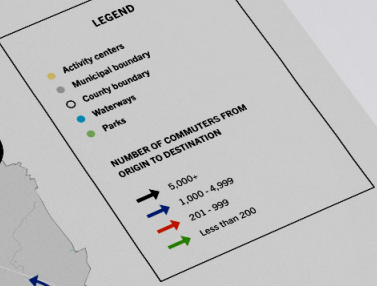 LEGEND
Activity centers
Municipal boundary
County boundary
Waterways
Parks
NUMBER OF COMMUTERS FROM
ORIGIN TO DESTINATION
5,000+
1,000 - 4,999
201 - 999
Less than 200